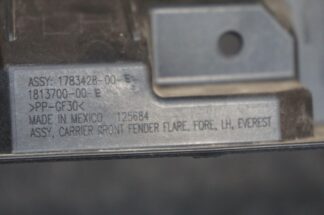 ASSY: 1783428-00-E
1813700-00-E
>PP-GF30<
MADE IN MEXICO 125684
ASSY, CARRIER FRONT FENDER FLARE, FORE, LH, EVEREST